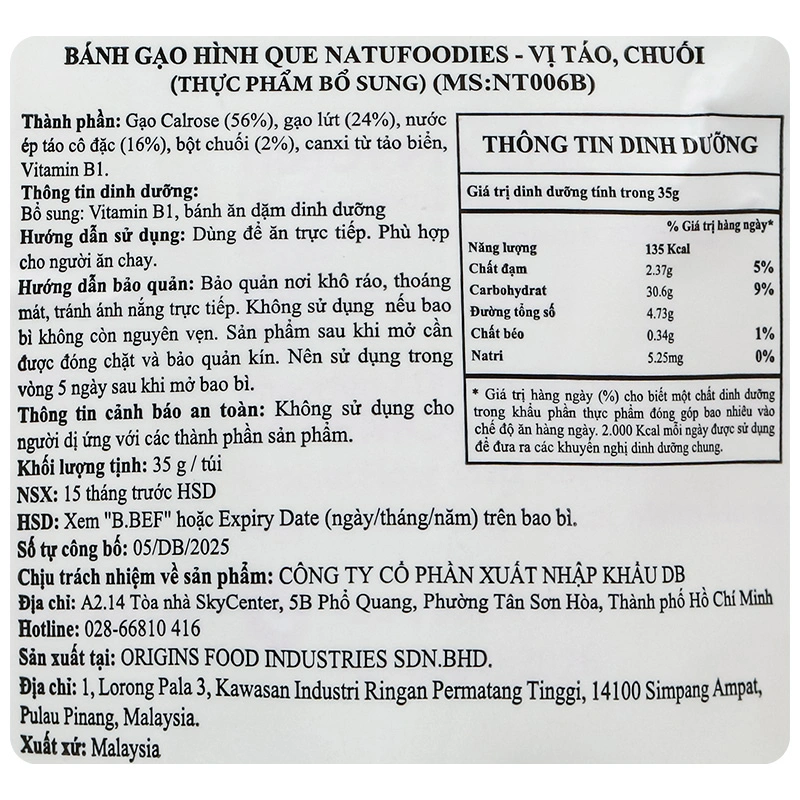 BÁNH GẠO HÌNH QUE NATUFOODIES - VỊ TÁO, CHUỐI
(THỰC PHẨM BỔ SUNG) (MS:NT006B)
Thành phần: Gạo Calrose (56%), gạo lứt (24%), nước
ép táo cô đặc (16%), bột chuối (2%), canxi từ tảo biển,
Vitamin B1.
Thông tin dinh dưỡng:
Bổ sung: Vitamin B1, bánh ăn dặm dinh dưỡng
Hướng dẫn sử dụng: Dùng để ăn trực tiếp. Phù hợp
cho người ăn chay.
Hướng dẫn bảo quản: Bảo quản nơi khô ráo, thoáng
mát, tránh ánh nắng trực tiếp. Không sử dụng nếu bao
bì không còn nguyên vẹn. Sản phẩm sau khi mở cần
được đóng chặt và bảo quản kín. Nên sử dụng trong
vòng 5 ngày sau khi mở bao bì.
Thông tin cảnh báo an toàn: Không sử dụng cho
người dị ứng với các thành phần sản phẩm.
Khối lượng tịnh: 35 g / túi
NSX: 15 tháng trước HSD
HSD: Xem "B.BEF" hoặc Expiry Date (ngày/tháng/năm) trên bao bì.
Số tự công bố: 05/DB/2025
Chịu trách nhiệm về sản phẩm: CÔNG TY CỔ PHẦN XUẤT NHẬP KHẨU DB
Địa chỉ: A2.14 Tòa nhà SkyCenter, 5B Phổ Quang, Phường Tân Sơn Hòa, Thành phố Hồ Chí Minh
Hotline: 028-66810 416
Sản xuất tại: ORIGINS FOOD INDUSTRIES SDN.BHD.
Địa chỉ: 1, Lorong Pala 3, Kawasan Industri Ringan Permatang Tinggi, 14100 Simpang Ampat,
Pulau Pinang, Malaysia.
Xuất xứ: Malaysia
THÔNG TIN DINH DƯỠNG
Giá trị dinh dưỡng tính trong 35g
% Giá trị hàng ngày*
Năng lượng 135 Kcal
Chất đạm 2.37g 5%
Carbohydrat 30.6g 9%
Đường tổng số 4.73g
Chất béo 0.34g 1%
Natri 5.25mg 0%
* Giá trị hàng ngày (%) cho biết một chất dinh dưỡng
trong khẩu phần thực phẩm đóng góp bao nhiêu vào
chế độ ăn hàng ngày. 2.000 Kcal mỗi ngày được sử dụng
để đưa ra các khuyến nghị dinh dưỡng chung.